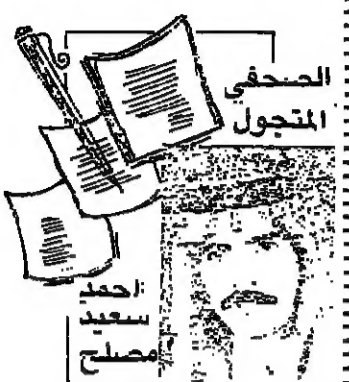 الصحفي
المتجول
احمد
سعيد
مصلح